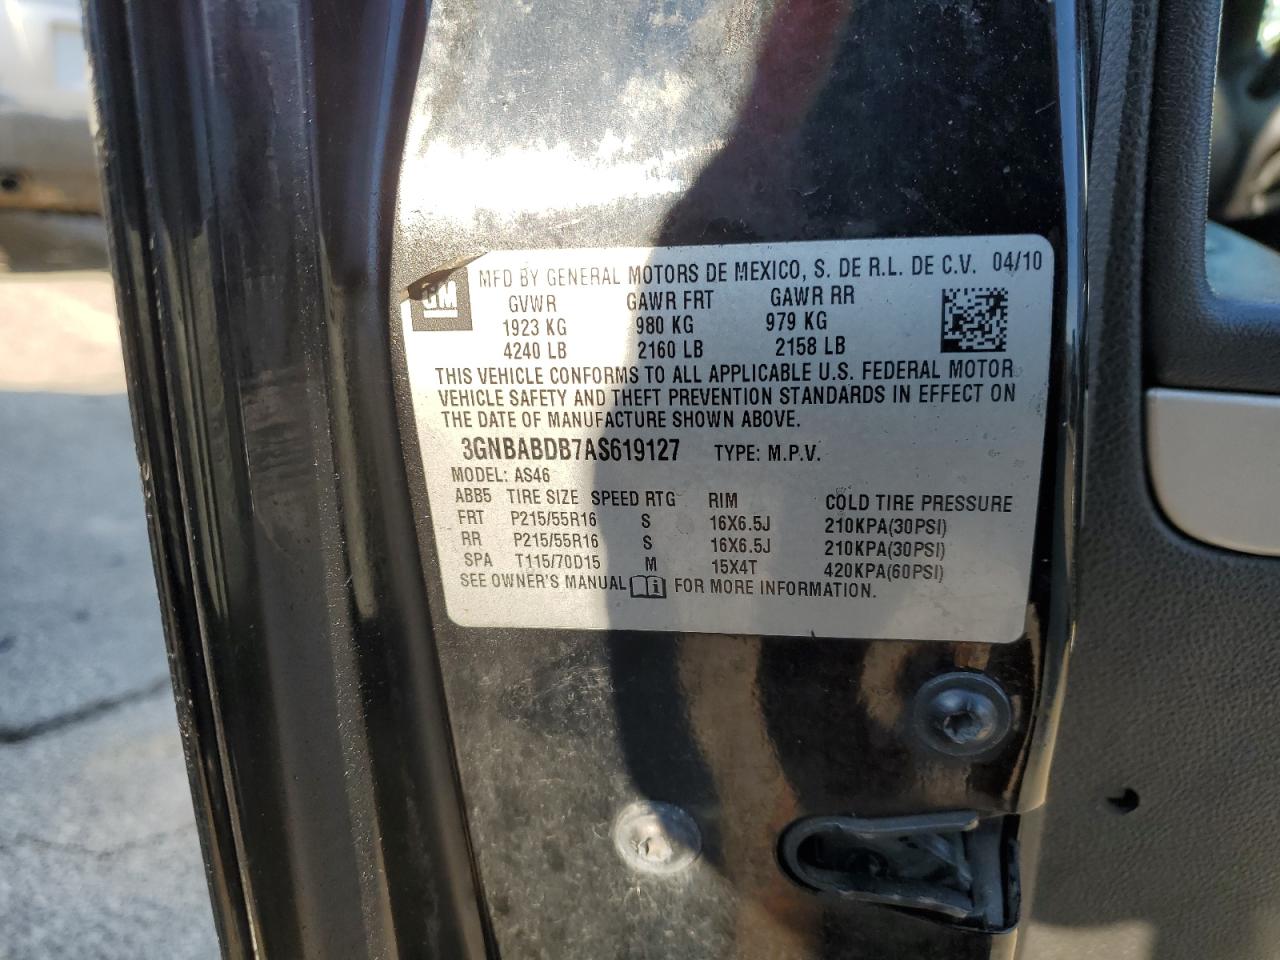 MFD BY GENERAL MOTORS DE MEXICO, S. DE R.L. DE C.V. 04/10
GM
GVWR GAWR FRT GAWR RR
1923 KG 980 KG 979 KG
4240 LB 2160 LB 2158 LB
THIS VEHICLE CONFORMS TO ALL APPLICABLE U.S. FEDERAL MOTOR
VEHICLE SAFETY AND THEFT PREVENTION STANDARDS IN EFFECT ON
THE DATE OF MANUFACTURE SHOWN ABOVE.
3GNBABDB7AS619127 TYPE: M.P.V.
MODEL: AS46
ABB5 TIRE SIZE SPEED RTG RIM COLD TIRE PRESSURE
FRT P215/55R16 S 16X6.5J 210KPA(30PSI)
RR P215/55R16 S 16X6.5J 210KPA(30PSI)
SPA T115/70D15 M 15X4T 420KPA(60PSI)
SEE OWNER'S MANUAL FOR MORE INFORMATION.